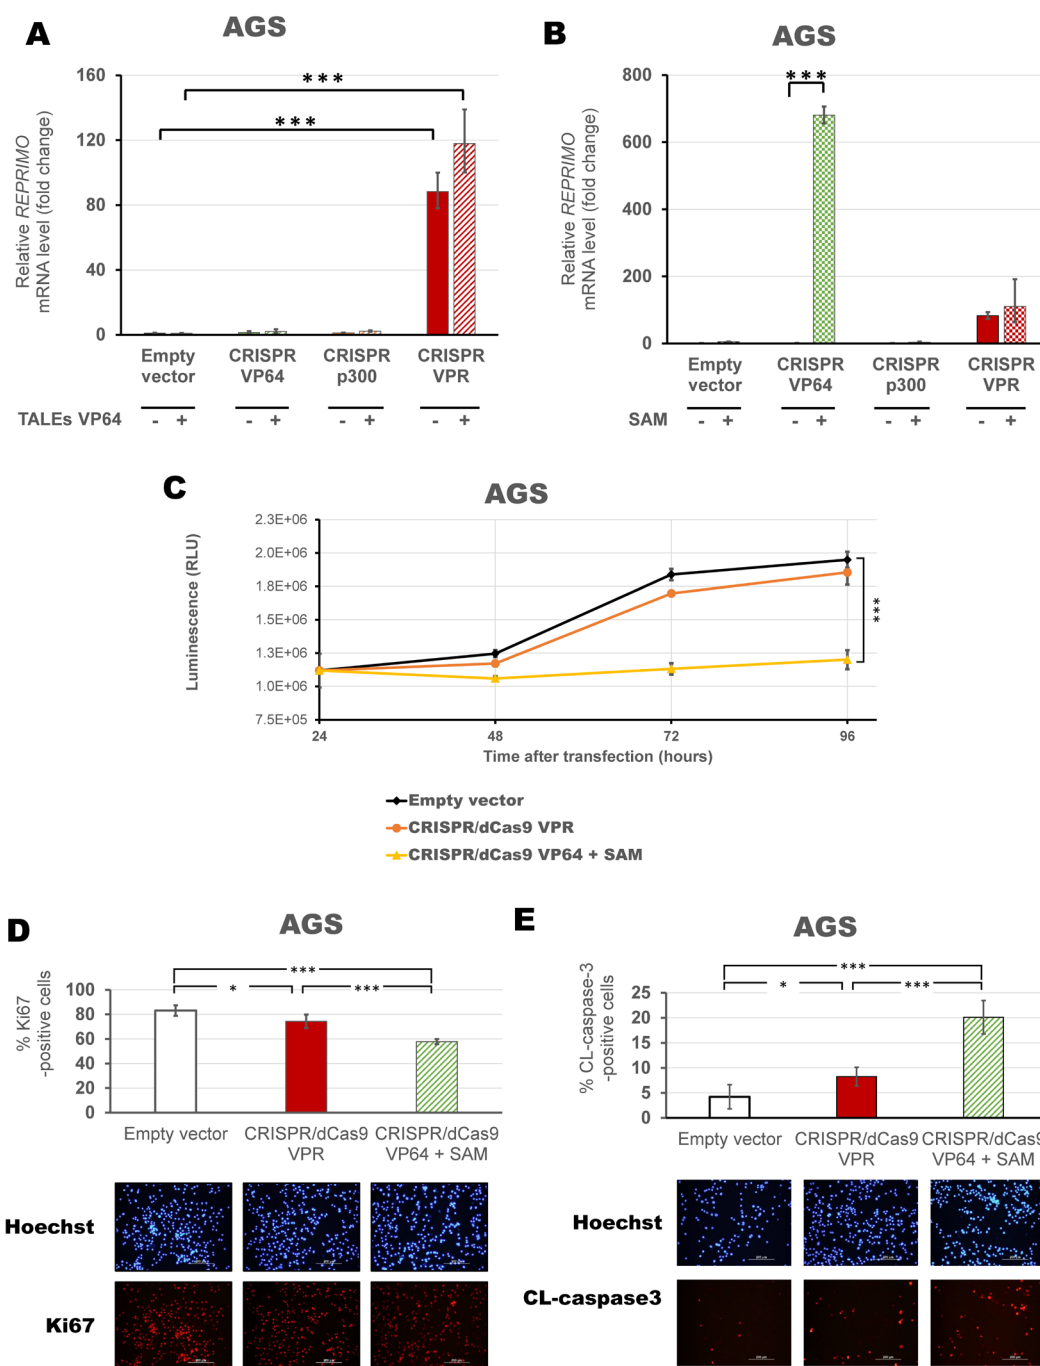 A
AGS
Relative REPRIMO
mRNA level (fold change)
160
120
80
40
0
***
***
Empty
vector
CRISPR
VP64
CRISPR
p300
CRISPR
VPR
TALEs VP64
- + - + - + - +
B
AGS
Relative REPRIMO
mRNA level (fold change)
800
600
400
200
0
***
Empty
vector
CRISPR
VP64
CRISPR
p300
CRISPR
VPR
SAM
- + - + - + - +
C
AGS
Luminescence (RLU)
2.3E+06
2.0E+06
1.8E+06
1.5E+06
1.3E+06
1.0E+06
7.5E+05
24 48 72 96
Time after transfection (hours)
***
Empty vector
CRISPR/dCas9 VPR
CRISPR/dCas9 VP64 + SAM
D
AGS
% Ki67
-positive cells
100
80
60
40
20
0
***
* ***
Empty vector
CRISPR/dCas9
VPR
CRISPR/dCas9
VP64 + SAM
Hoechst
Ki67
E
AGS
% CL-caspase-3
-positive cells
25
20
15
10
5
0
***
* ***
Empty vector
CRISPR/dCas9
VPR
CRISPR/dCas9
VP64 + SAM
Hoechst
CL-caspase3